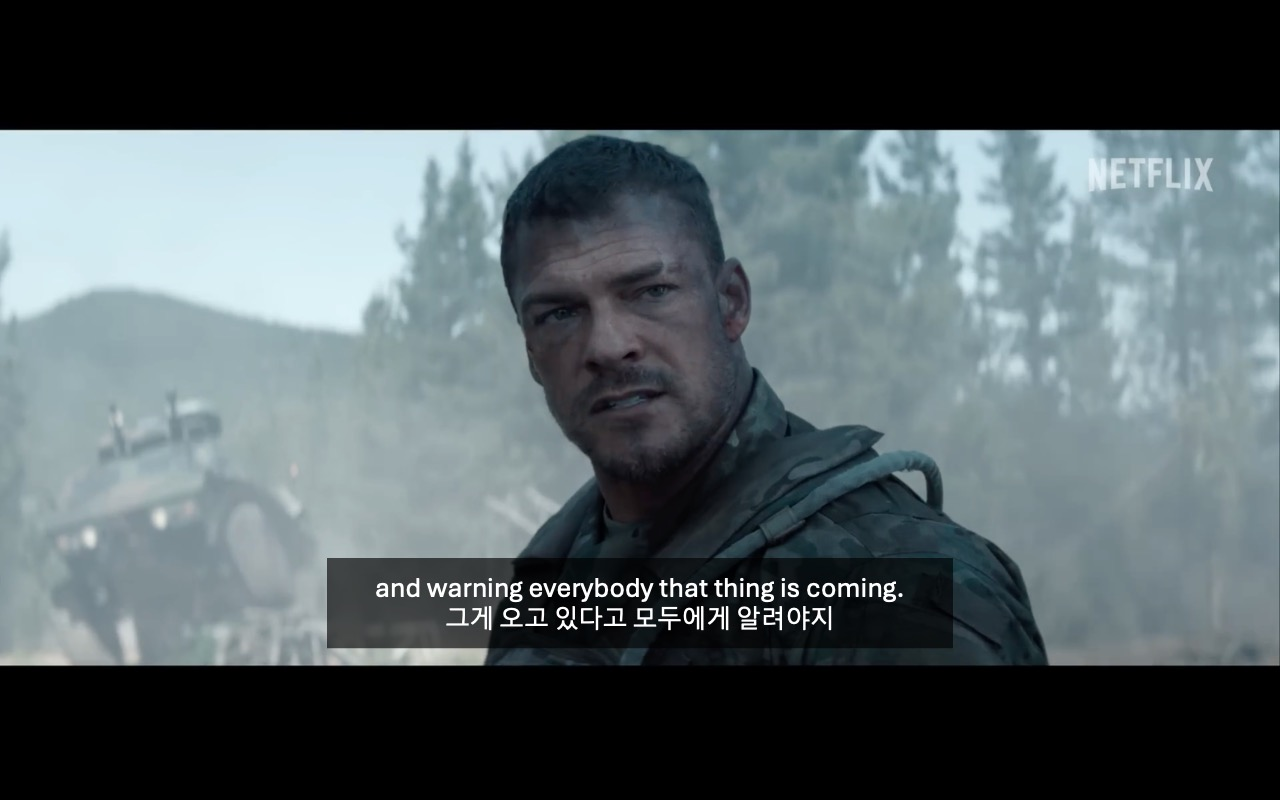 NETFLIX
and warning everybody that thing is coming.
그게 오고 있다고 모두에게 알려야지